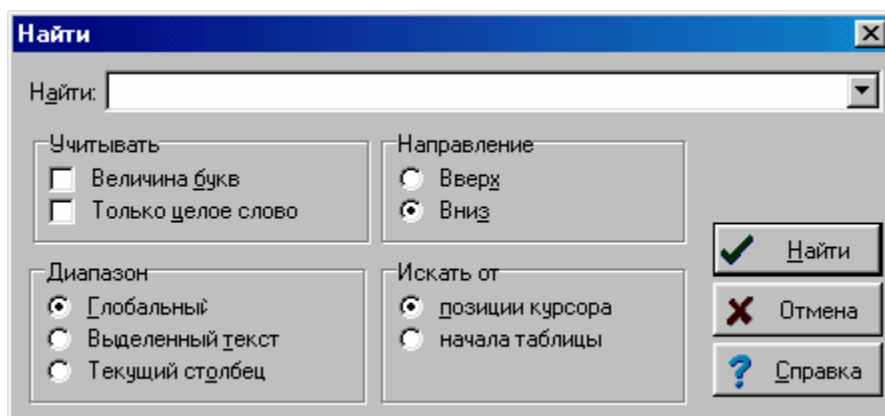 Найти
Найти:
Учитывать
Величина букв
Только целое слово
Направление
Вверх
Вниз
Диапазон
Глобальный
Выделенный текст
Текущий столбец
Искать от
позиции курсора
начала таблицы
Найти
Отмена
Справка